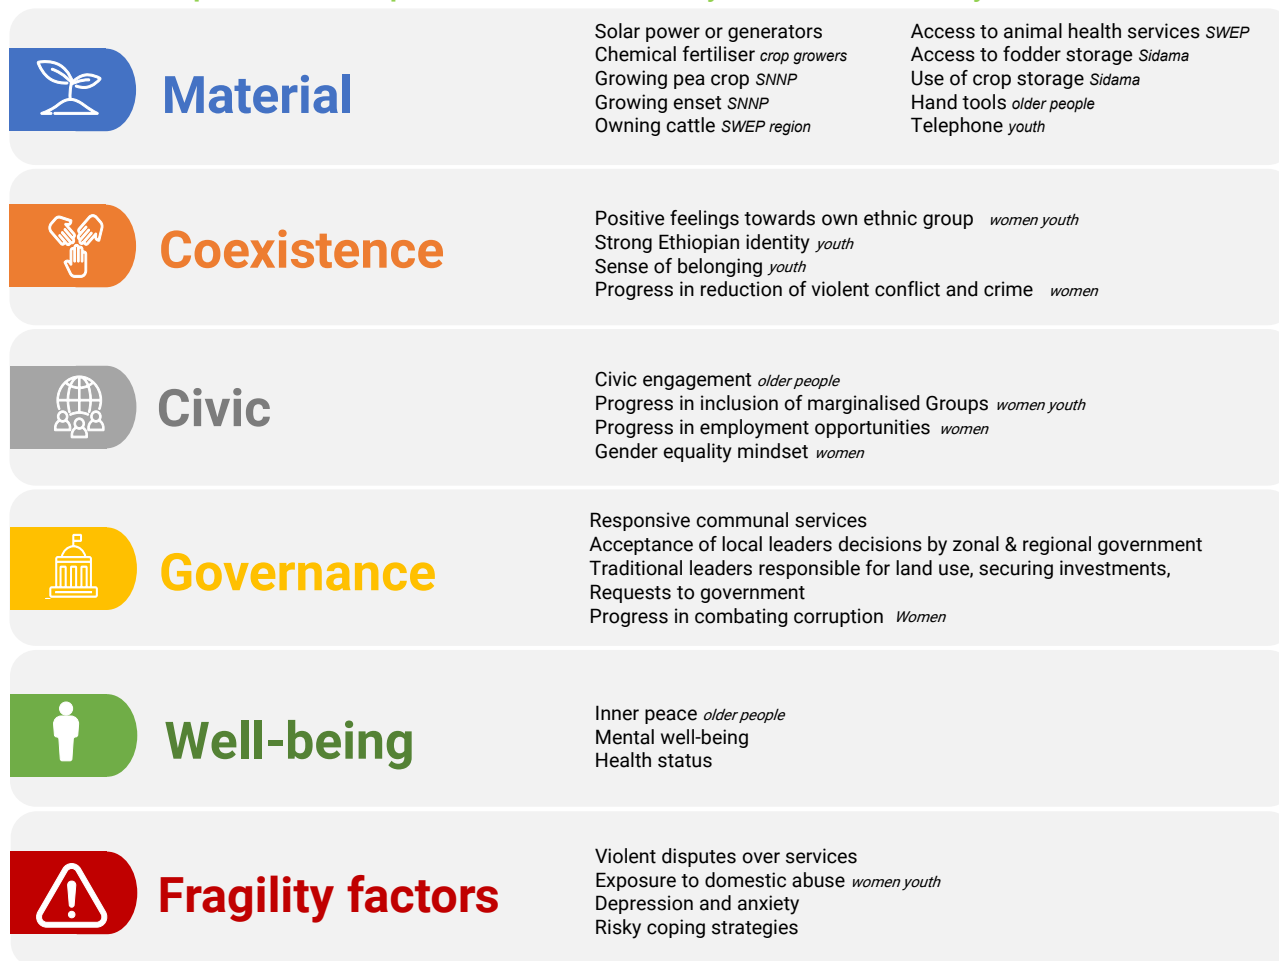 Material
Solar power or generators
Chemical fertiliser crop growers
Growing pea crop SNNP
Growing enset SNNP
Owning cattle SWEP region
Access to animal health services SWEP
Access to fodder storage Sidama
Use of crop storage Sidama
Hand tools older people
Telephone youth
Coexistence
Positive feelings towards own ethnic group women youth
Strong Ethiopian identity youth
Sense of belonging youth
Progress in reduction of violent conflict and crime women
Civic
Civic engagement older people
Progress in inclusion of marginalised Groups women youth
Progress in employment opportunities women
Gender equality mindset women
Governance
Responsive communal services
Acceptance of local leaders decisions by zonal & regional government
Traditional leaders responsible for land use, securing investments,
Requests to government
Progress in combating corruption Women
Well-being
Inner peace older people
Mental well-being
Health status
Fragility factors
Violent disputes over services
Exposure to domestic abuse women youth
Depression and anxiety
Risky coping strategies